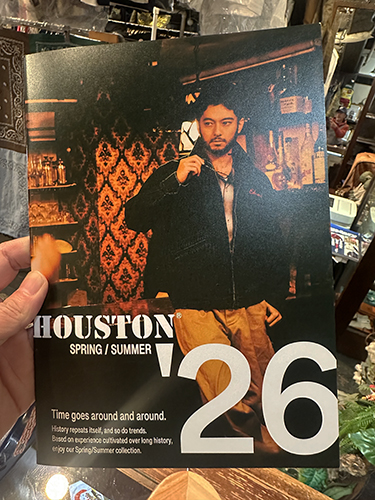 HOUSTON®
SPRING / SUMMER
'26
Time goes around and around.
History repeats itself, and so do trends.
Based on experience cultivated over long history,
enjoy our Spring/Summer collection.